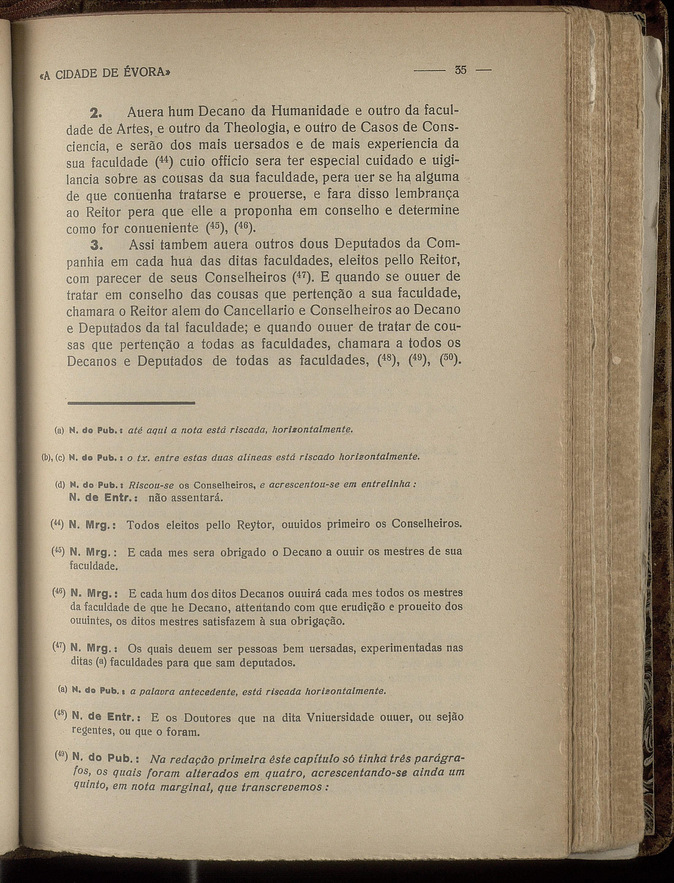 «A CIDADE DE ÉVORA» —— 35 —
2. Auera hum Decano da Humanidade e outro da facul-
dade de Artes, e outro da Theologia, e outro de Casos de Cons-
ciencia, e serão dos mais uersados e de mais experiencia da
sua faculdade (44) cuio officio sera ter especial cuidado e uigi-
lancia sobre as cousas da sua faculdade, pera uer se ha alguma
de que conuenha tratarse e prouerse, e fara disso lembrança
ao Reitor pera que elle a proponha em conselho e determine
como for conueniente (45), (46).
3. Assi tambem auera outros dous Deputados da Com-
panhia em cada hua das ditas faculdades, eleitos pello Reitor,
com parecer de seus Conselheiros (47). E quando se ouuer de
tratar em conselho das cousas que pertenção a sua faculdade,
chamara o Reitor alem do Cancellario e Conselheiros ao Decano
e Deputados da tal faculdade; e quando ouuer de tratar de cou-
sas que pertenção a todas as faculdades, chamara a todos os
Decanos e Deputados de todas as faculdades, (48), (49), (50).
(a) N. do Pub.: até aqui a nota está riscada, horizontalmente.
(b), (c) N. do Pub.: o tx. entre estas duas alineas está riscado horizontalmente.
(d) N. do Pub.: Riscou-se os Conselheiros, e acrescentou-se em entrelinha:
N. de Entr.: não assentará.
(44) N. Mrg.: Todos eleitos pello Reytor, ouuidos primeiro os Conselheiros.
(45) N. Mrg.: E cada mes sera obrigado o Decano a ouuir os mestres de sua
faculdade.
(46) N. Mrg.: E cada hum dos ditos Decanos ouuirá cada mes todos os mestres
da faculdade de que he Decano, attentando com que erudição e proueito dos
ouuintes, os ditos mestres satisfazem à sua obrigação.
(47) N. Mrg.: Os quais deuem ser pessoas bem uersadas, experimentadas nas
ditas (a) faculdades para que sam deputados.
(a) N. do Pub.: a palavra antecedente, está riscada horizontalmente.
(48) N. de Entr.: E os Doutores que na dita Vniuersidade ouuer, ou sejão
regentes, ou que o foram.
(49) N. do Pub.: Na redação primeira êste capítulo só tinha três parágra-
fos, os quais foram alterados em quatro, acrescentando-se ainda um
quinto, em nota marginal, que transcrevemos: